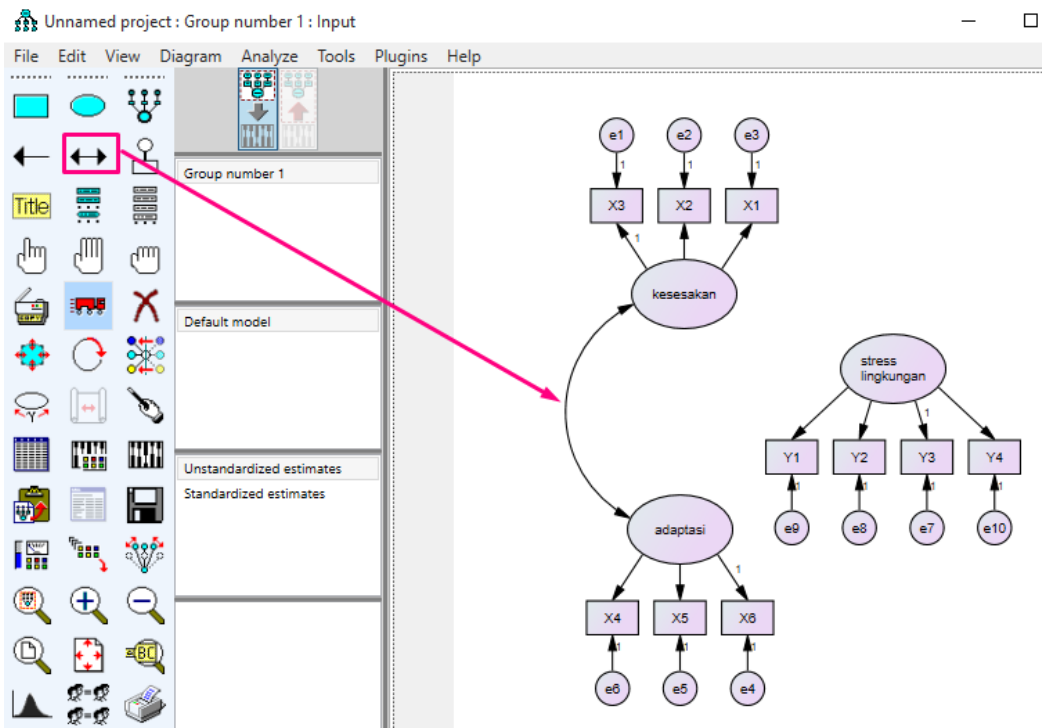 Unnamed project : Group number 1 : Input
File Edit View Diagram Analyze Tools Plugins Help
Title
COPY
Y
BC
Group number 1
Default model
Unstandardized estimates
Standardized estimates
e1 e2 e3
1 1 1
X3 X2 X1
1
kesesakan
stress
lingkungan
1
Y1 Y2 Y3 Y4
1 1 1 1
e9 e8 e7 e10
adaptasi
1
X4 X5 X6
1 1 1
e6 e5 e4